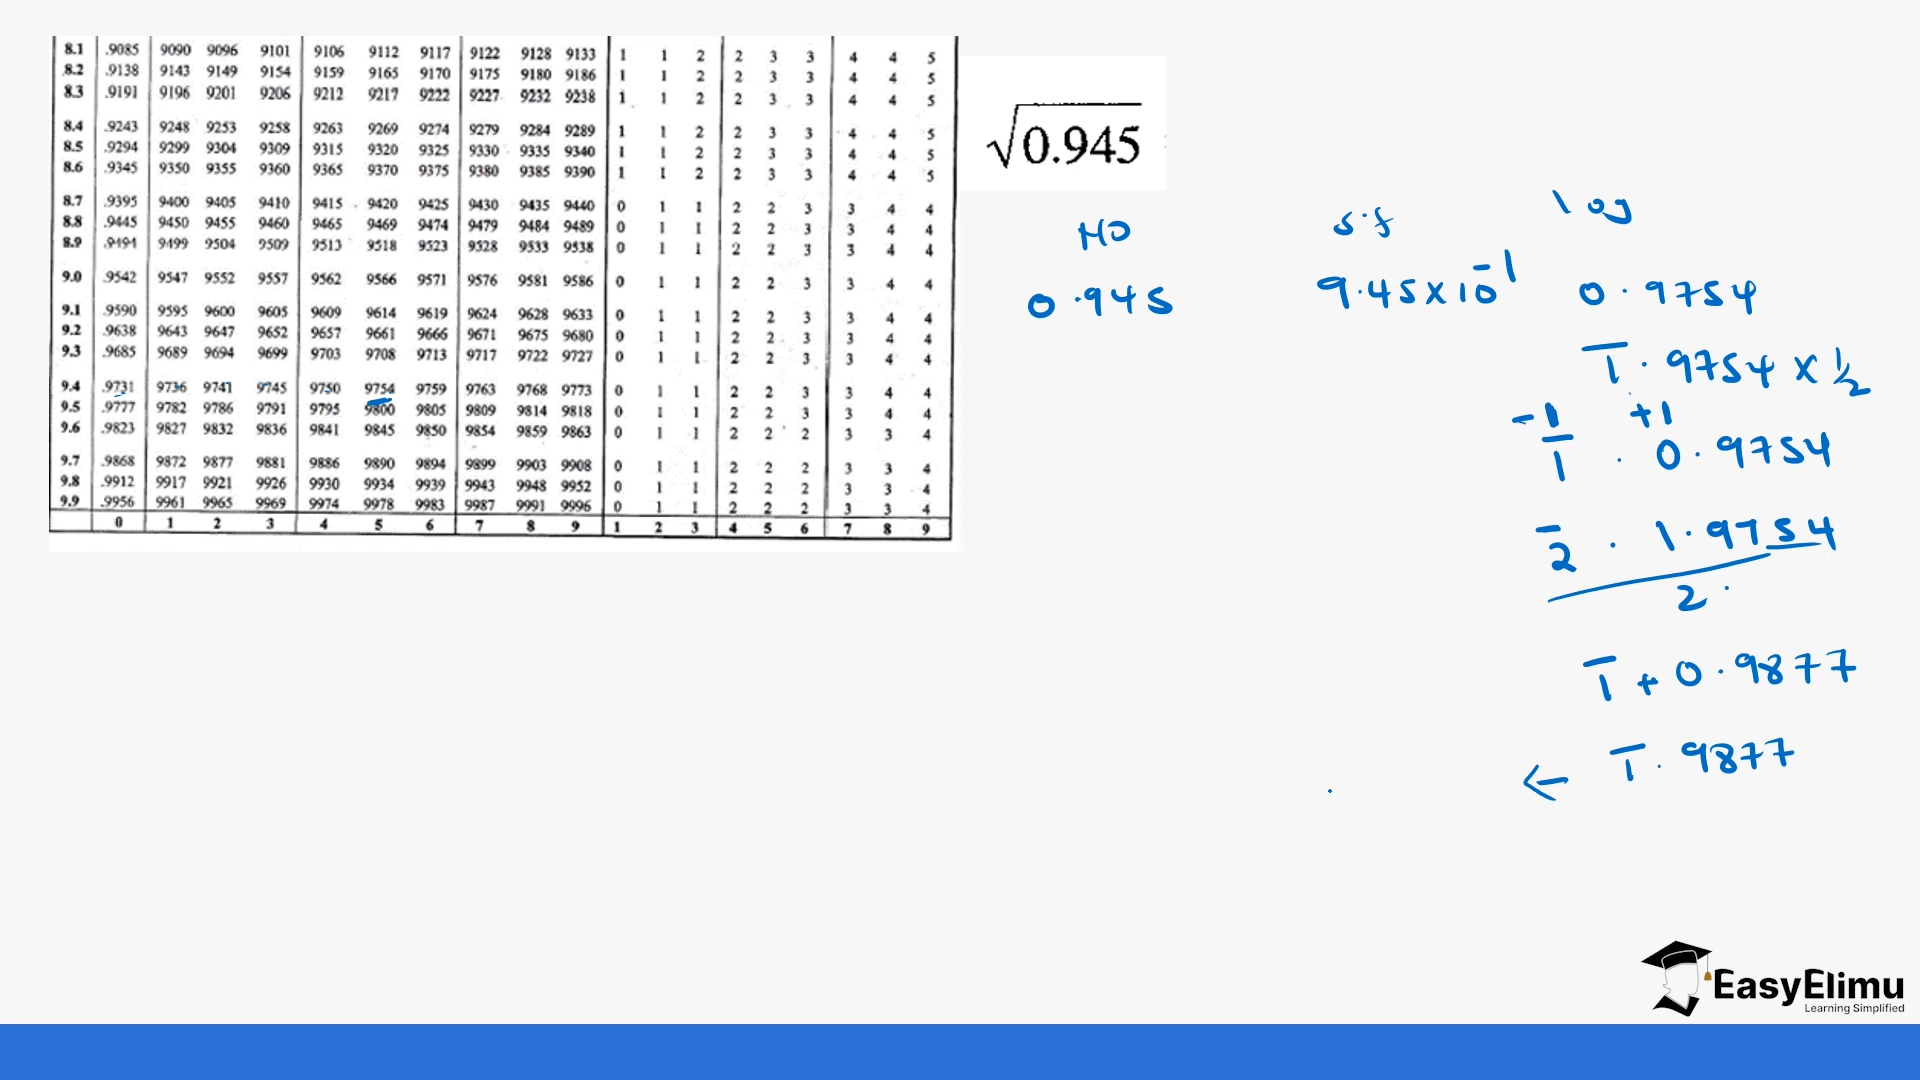 8.1 .9085 9090 9096 9101 9106 9112 9117 9122 9128 9133 1 1 2 2 3 3 4 4 5
8.2 .9138 9143 9149 9154 9159 9165 9170 9175 9180 9186 1 1 2 2 3 3 4 4 5
8.3 .9191 9196 9201 9206 9212 9217 9222 9227 9232 9238 1 1 2 2 3 3 4 4 5
8.4 .9243 9248 9253 9258 9263 9269 9274 9279 9284 9289 1 1 2 2 3 3 4 4 5
8.5 .9294 9299 9304 9309 9315 9320 9325 9330 9335 9340 1 1 2 2 3 3 4 4 5
8.6 .9345 9350 9355 9360 9365 9370 9375 9380 9385 9390 1 1 2 2 3 3 4 4 5
8.7 .9395 9400 9405 9410 9415 9420 9425 9430 9435 9440 0 1 1 2 2 3 3 4 4
8.8 .9445 9450 9455 9460 9465 9469 9474 9479 9484 9489 0 1 1 2 2 3 3 4 4
8.9 .9494 9499 9504 9509 9513 9518 9523 9528 9533 9538 0 1 1 2 2 3 3 4 4
9.0 .9542 9547 9552 9557 9562 9566 9571 9576 9581 9586 0 1 1 2 2 3 3 4 4
9.1 .9590 9595 9600 9605 9609 9614 9619 9624 9628 9633 0 1 1 2 2 3 3 4 4
9.2 .9638 9643 9647 9652 9657 9661 9666 9671 9675 9680 0 1 1 2 2 3 3 4 4
9.3 .9685 9689 9694 9699 9703 9708 9713 9717 9722 9727 0 1 1 2 2 3 3 4 4
9.4 .9731 9736 9741 9745 9750 9754 9759 9763 9768 9773 0 1 1 2 2 3 3 4 4
9.5 .9777 9782 9786 9791 9795 9800 9805 9809 9814 9818 0 1 1 2 2 3 3 4 4
9.6 .9823 9827 9832 9836 9841 9845 9850 9854 9859 9863 0 1 1 2 2 2 3 3 4
9.7 .9868 9872 9877 9881 9886 9890 9894 9899 9903 9908 0 1 1 2 2 2 3 3 4
9.8 .9912 9917 9921 9926 9930 9934 9939 9943 9948 9952 0 1 1 2 2 2 3 3 4
9.9 .9956 9961 9965 9969 9974 9978 9983 9987 9991 9996 0 1 1 2 2 2 3 3 4
0 1 2 3 4 5 6 7 8 9 1 2 3 4 5 6 7 8 9
√0.945
NO s.f log
0.945 9.45x10⁻¹ 0.9754
1̄.9754 x ½
-1 +1
1̄ . 0.9754
2̄ . 1.9754
2
1̄ + 0.9877
← 1̄.9877
EasyElimu
Learning Simplified